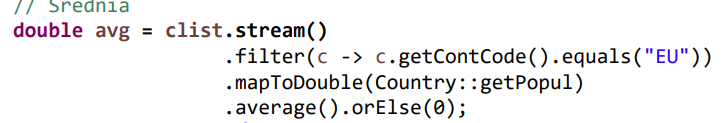 // Średnia
double avg = clist.stream()
.filter(c -> c.getContCode().equals("EU"))
.mapToDouble(Country::getPopul)
.average().orElse(0);